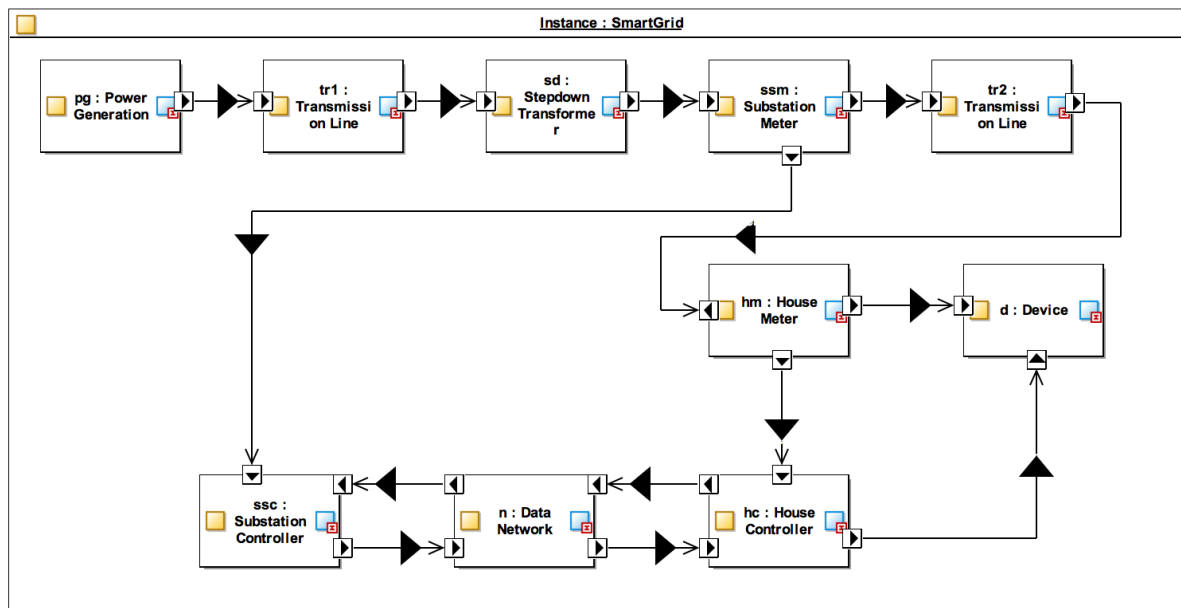 Instance : SmartGrid
pg : Power
Generation
tr1 :
Transmissi
on Line
sd :
Stepdown
Transforme
r
ssm :
Substation
Meter
tr2 :
Transmissi
on Line
hm : House
Meter
d : Device
ssc :
Substation
Controller
n : Data
Network
hc : House
Controller